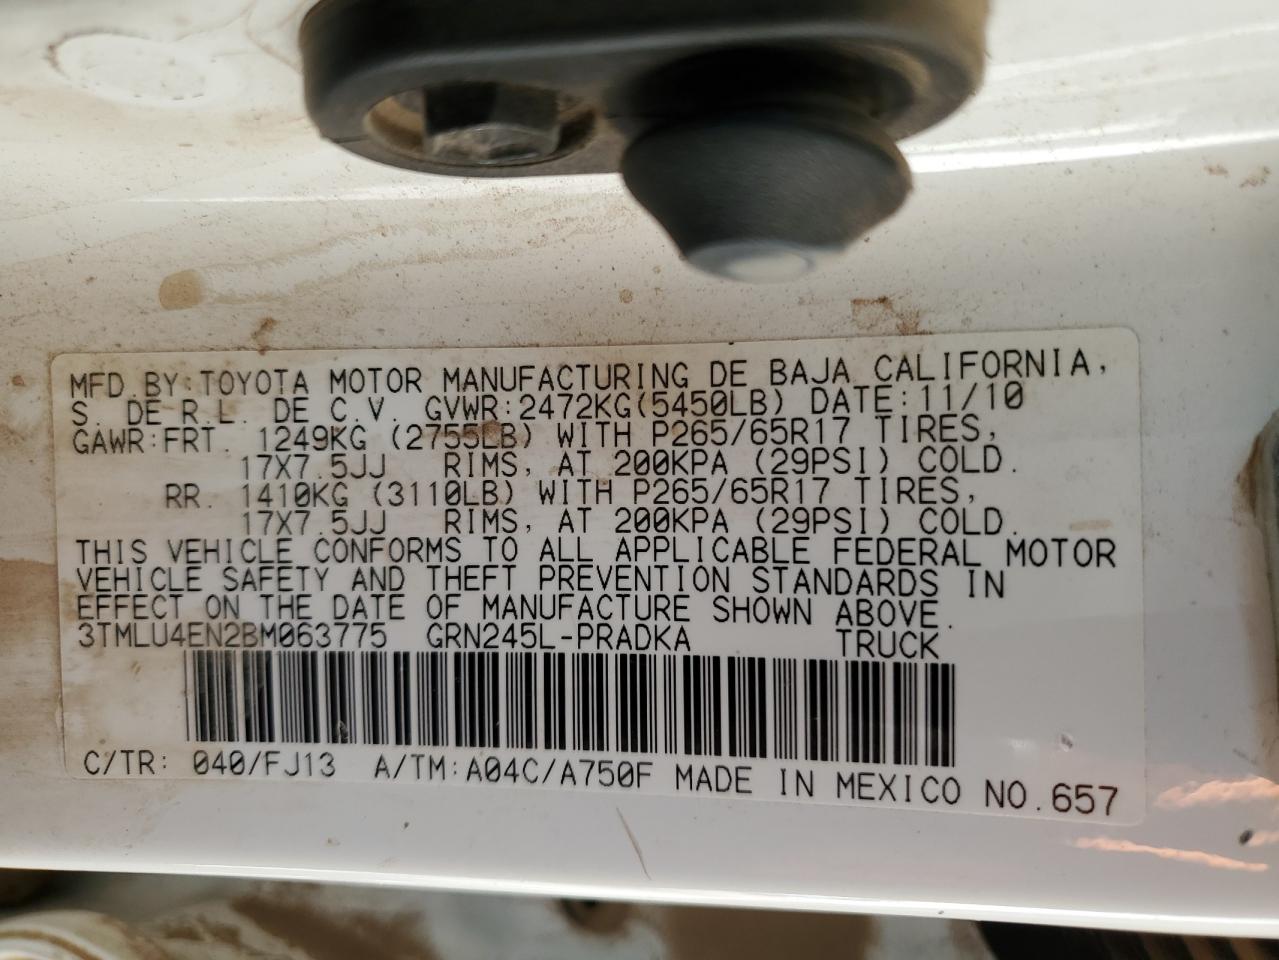 MFD.BY:TOYOTA MOTOR MANUFACTURING DE BAJA CALIFORNIA,
S. DE R.L. DE C.V. GVWR:2472KG(5450LB) DATE:11/10
GAWR:FRT. 1249KG (2755LB) WITH P265/65R17 TIRES,
17X7.5JJ RIMS, AT 200KPA (29PSI) COLD.
RR. 1410KG (3110LB) WITH P265/65R17 TIRES,
17X7.5JJ RIMS, AT 200KPA (29PSI) COLD.
THIS VEHICLE CONFORMS TO ALL APPLICABLE FEDERAL MOTOR
VEHICLE SAFETY AND THEFT PREVENTION STANDARDS IN
EFFECT ON THE DATE OF MANUFACTURE SHOWN ABOVE.
3TMLU4EN2BM063775 GRN245L-PRADKA TRUCK
C/TR: 040/FJ13 A/TM:A04C/A750F MADE IN MEXICO NO.657